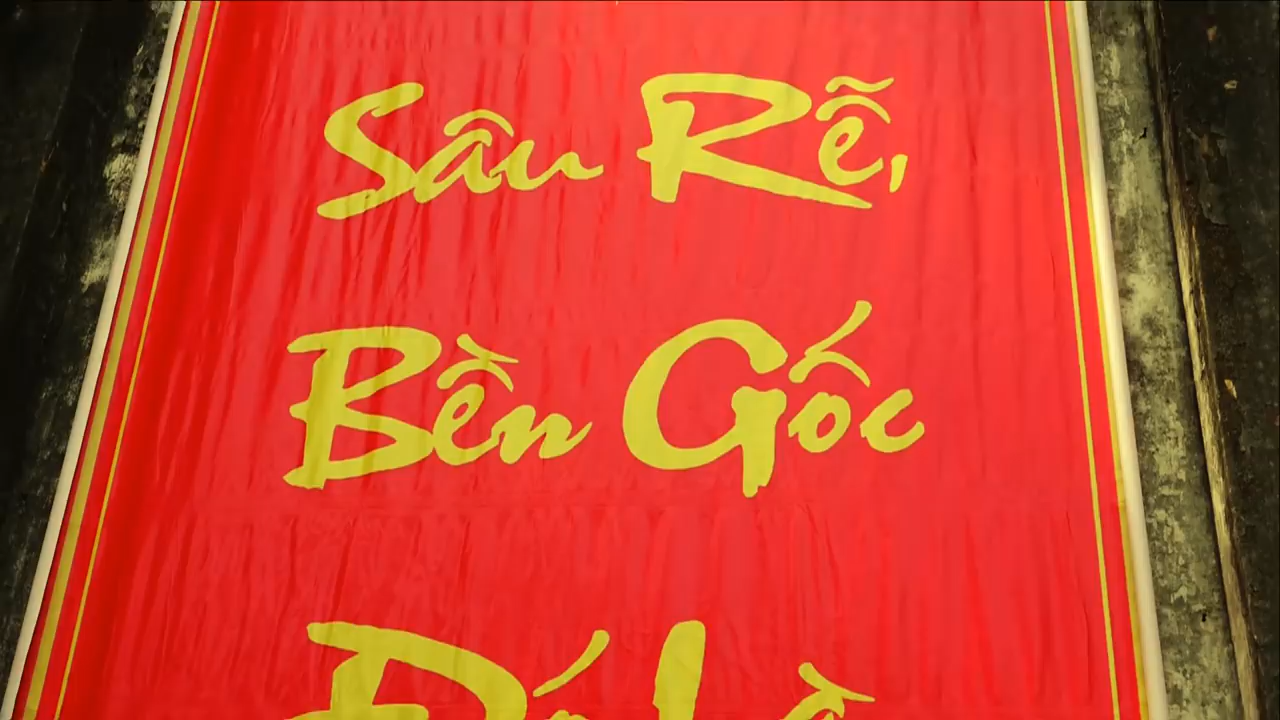 Sâu Rễ,
Bền Gốc